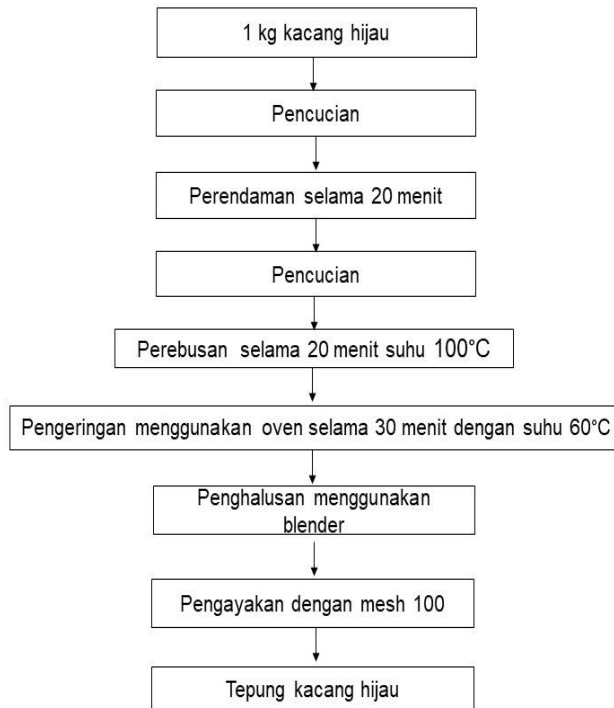 1 kg kacang hijau
Pencucian
Perendaman selama 20 menit
Pencucian
Perebusan selama 20 menit suhu 100°C
Pengeringan menggunakan oven selama 30 menit dengan suhu 60°C
Penghalusan menggunakan
blender
Pengayakan dengan mesh 100
Tepung kacang hijau